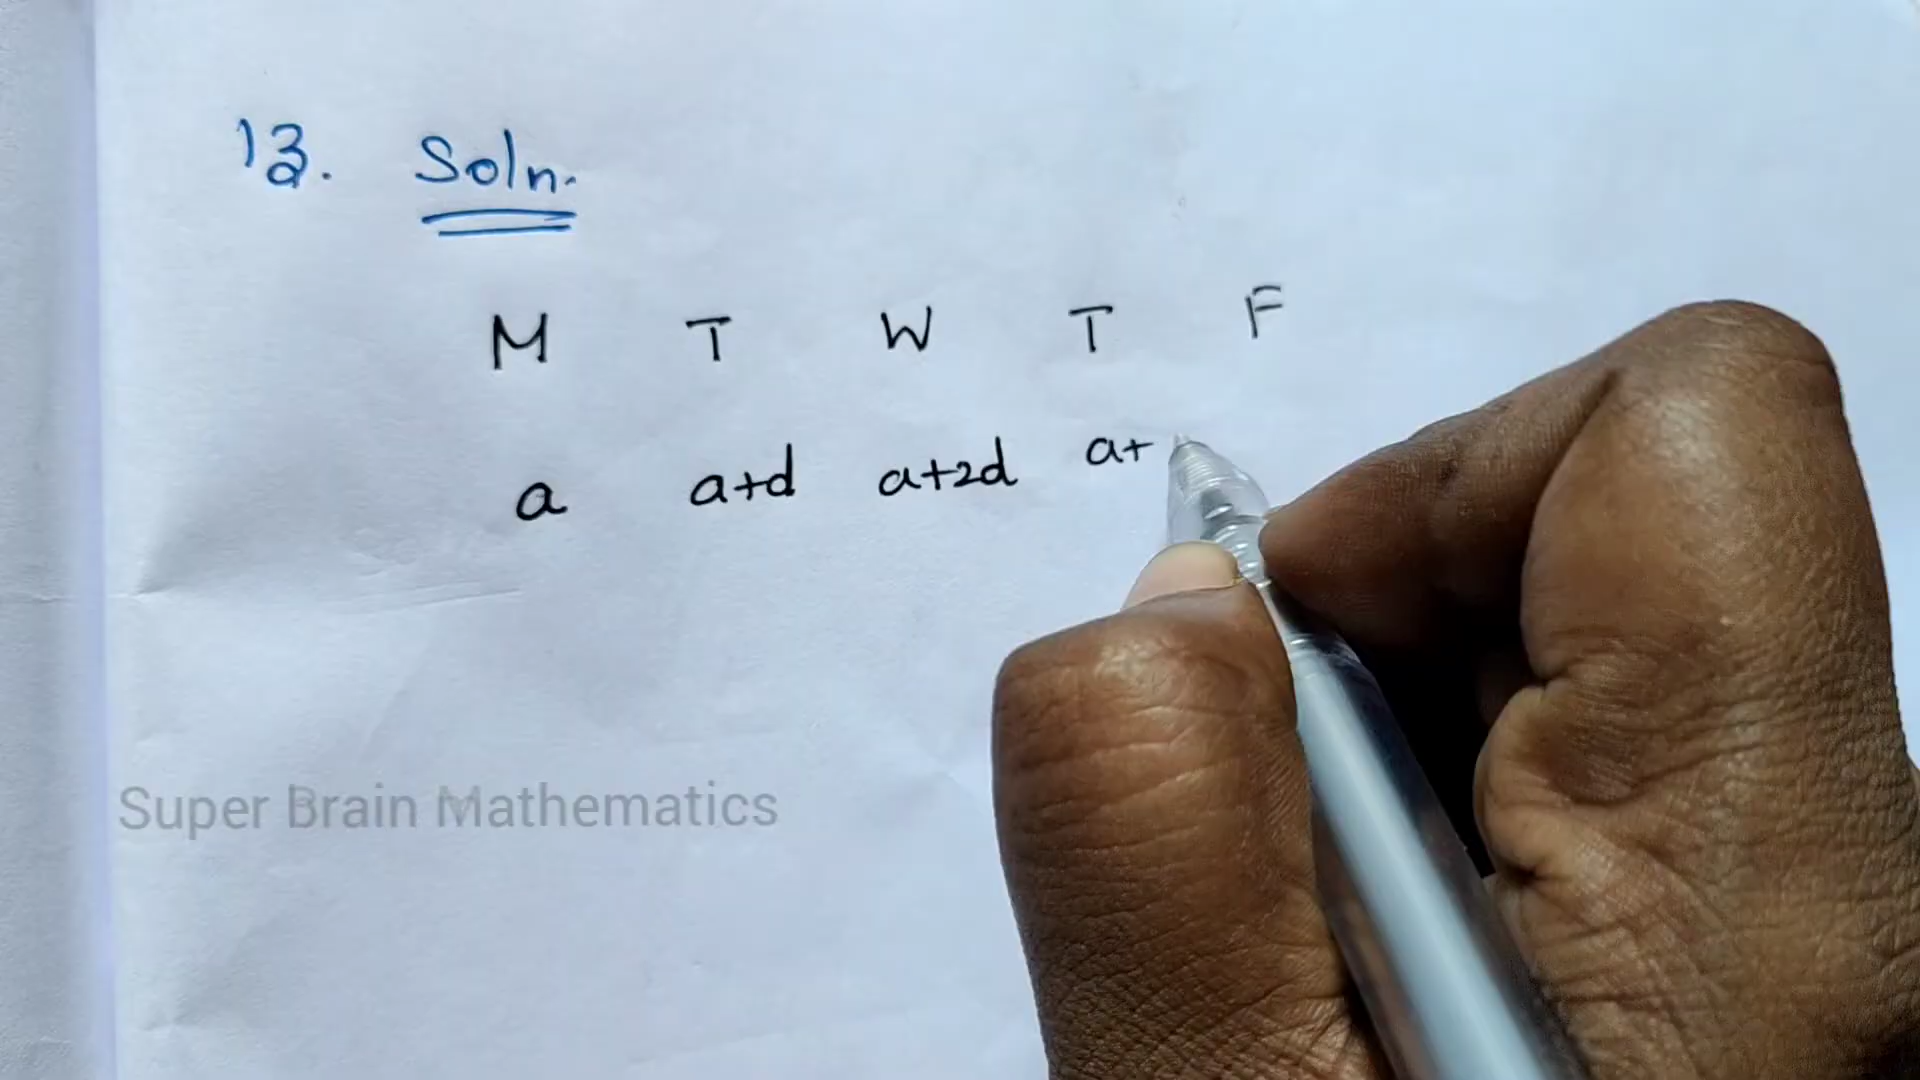 13. Soln.
M T W T F
a a+d a+2d a+
Super Brain Mathematics